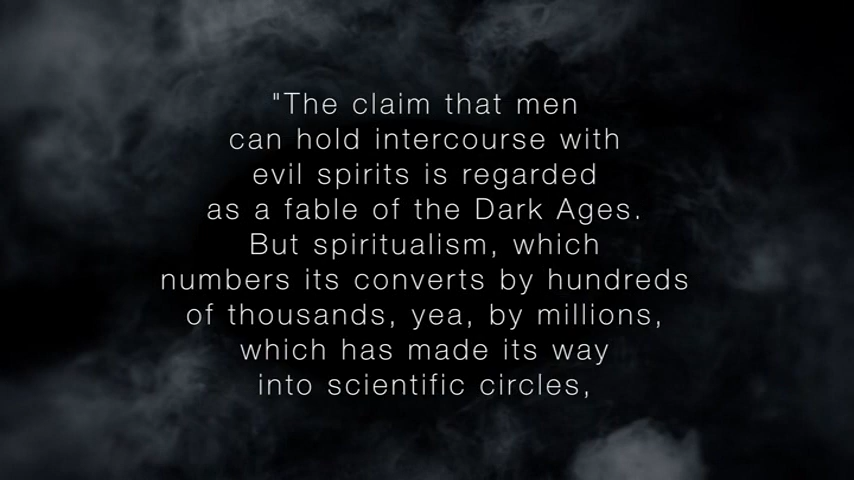 "The claim that men
can hold intercourse with
evil spirits is regarded
as a fable of the Dark Ages.
But spiritualism, which
numbers its converts by hundreds
of thousands, yea, by millions,
which has made its way
into scientific circles,